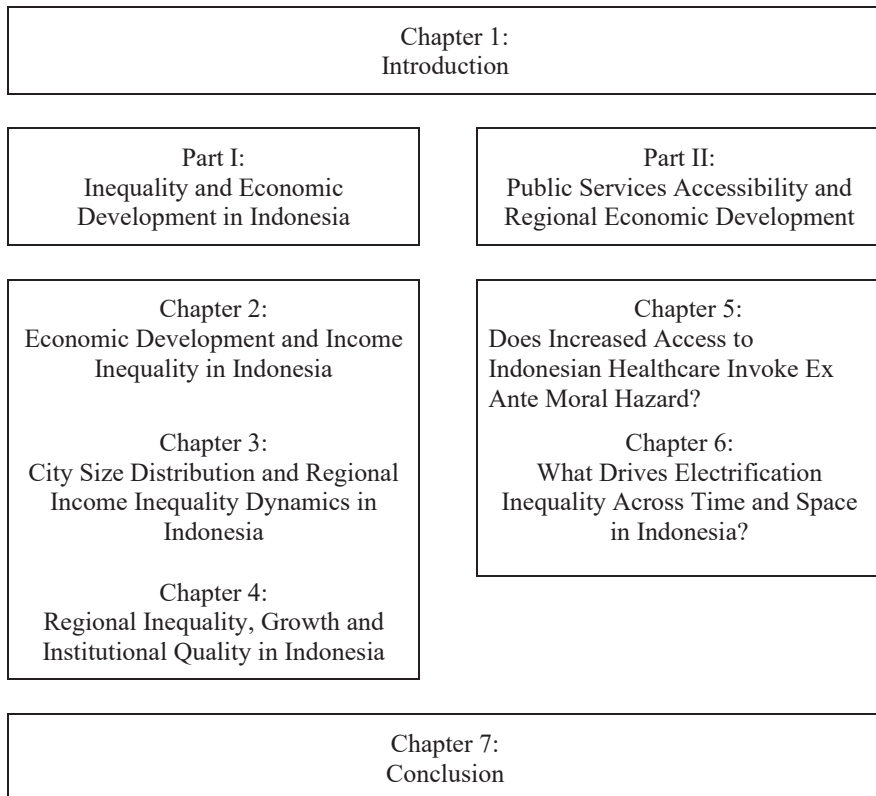 Chapter 1:
Introduction
Part I:
Inequality and Economic
Development in Indonesia
Part II:
Public Services Accessibility and
Regional Economic Development
Chapter 2:
Economic Development and Income
Inequality in Indonesia
Chapter 3:
City Size Distribution and Regional
Income Inequality Dynamics in
Indonesia
Chapter 4:
Regional Inequality, Growth and
Institutional Quality in Indonesia
Chapter 5:
Does Increased Access to
Indonesian Healthcare Invoke Ex
Ante Moral Hazard?
Chapter 6:
What Drives Electrification
Inequality Across Time and Space
in Indonesia?
Chapter 7:
Conclusion